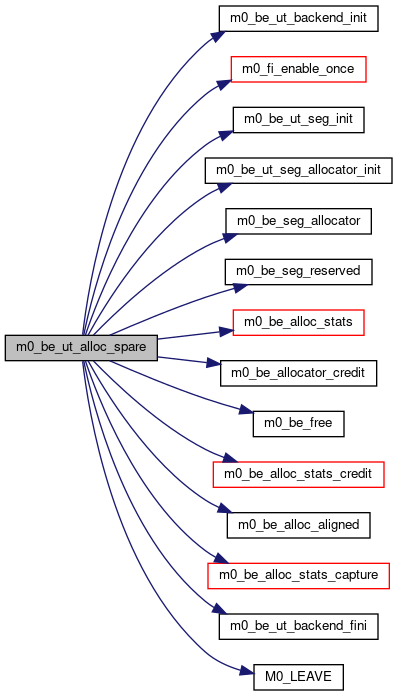 m0_be_ut_backend_init
m0_fi_enable_once
m0_be_ut_seg_init
m0_be_ut_seg_allocator_init
m0_be_seg_allocator
m0_be_seg_reserved
m0_be_ut_alloc_spare
m0_be_alloc_stats
m0_be_allocator_credit
m0_be_free
m0_be_alloc_stats_credit
m0_be_alloc_aligned
m0_be_alloc_stats_capture
m0_be_ut_backend_fini
M0_LEAVE